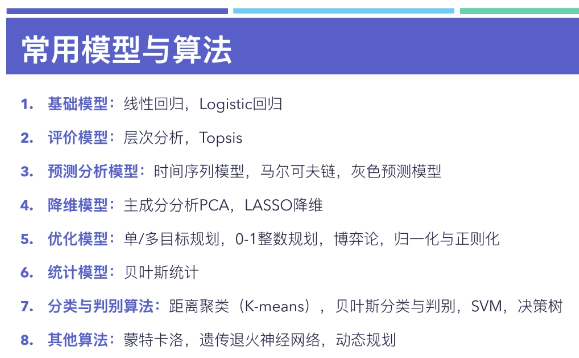 常用模型与算法
1. 基础模型：线性回归，Logistic回归
2. 评价模型：层次分析，Topsis
3. 预测分析模型：时间序列模型，马尔可夫链，灰色预测模型
4. 降维模型：主成分分析PCA，LASSO降维
5. 优化模型：单/多目标规划，0-1整数规划，博弈论，归一化与正则化
6. 统计模型：贝叶斯统计
7. 分类与判别算法：距离聚类（K-means），贝叶斯分类与判别，SVM，决策树
8. 其他算法：蒙特卡洛，遗传退火神经网络，动态规划